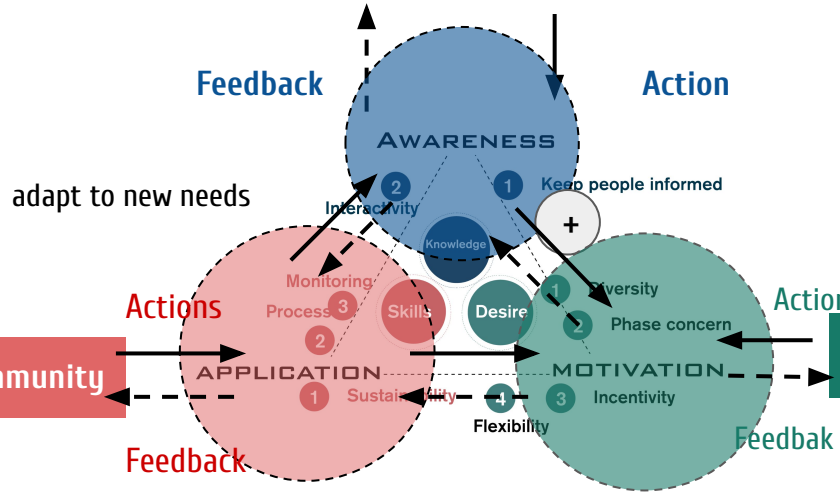 Feedback
Action
AWARENESS
2
1
Keep people informed
adapt to new needs
Interactivity
+
Knowledge
Monitoring
1
Diversity
Actions
3
Process
Skills
Desire
Action
2
2
Phase concern
mmunity
APPLICATION
MOTIVATION
1
Sustainability
4
3
Incentivity
Flexibility
Feedback
Feedbak